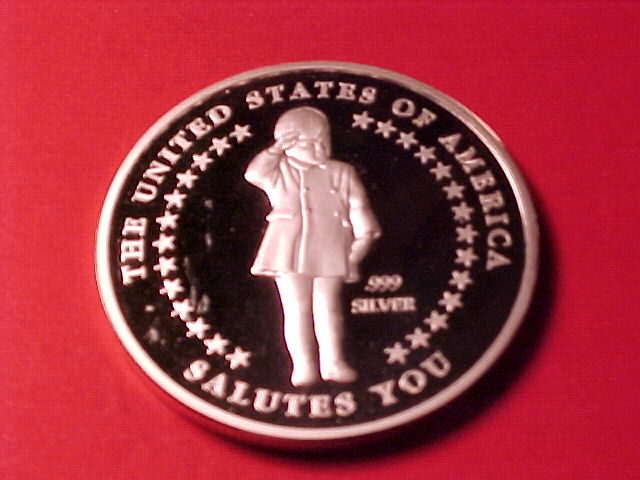 THE UNITED STATES OF AMERICA
.999
SILVER
SALUTES YOU